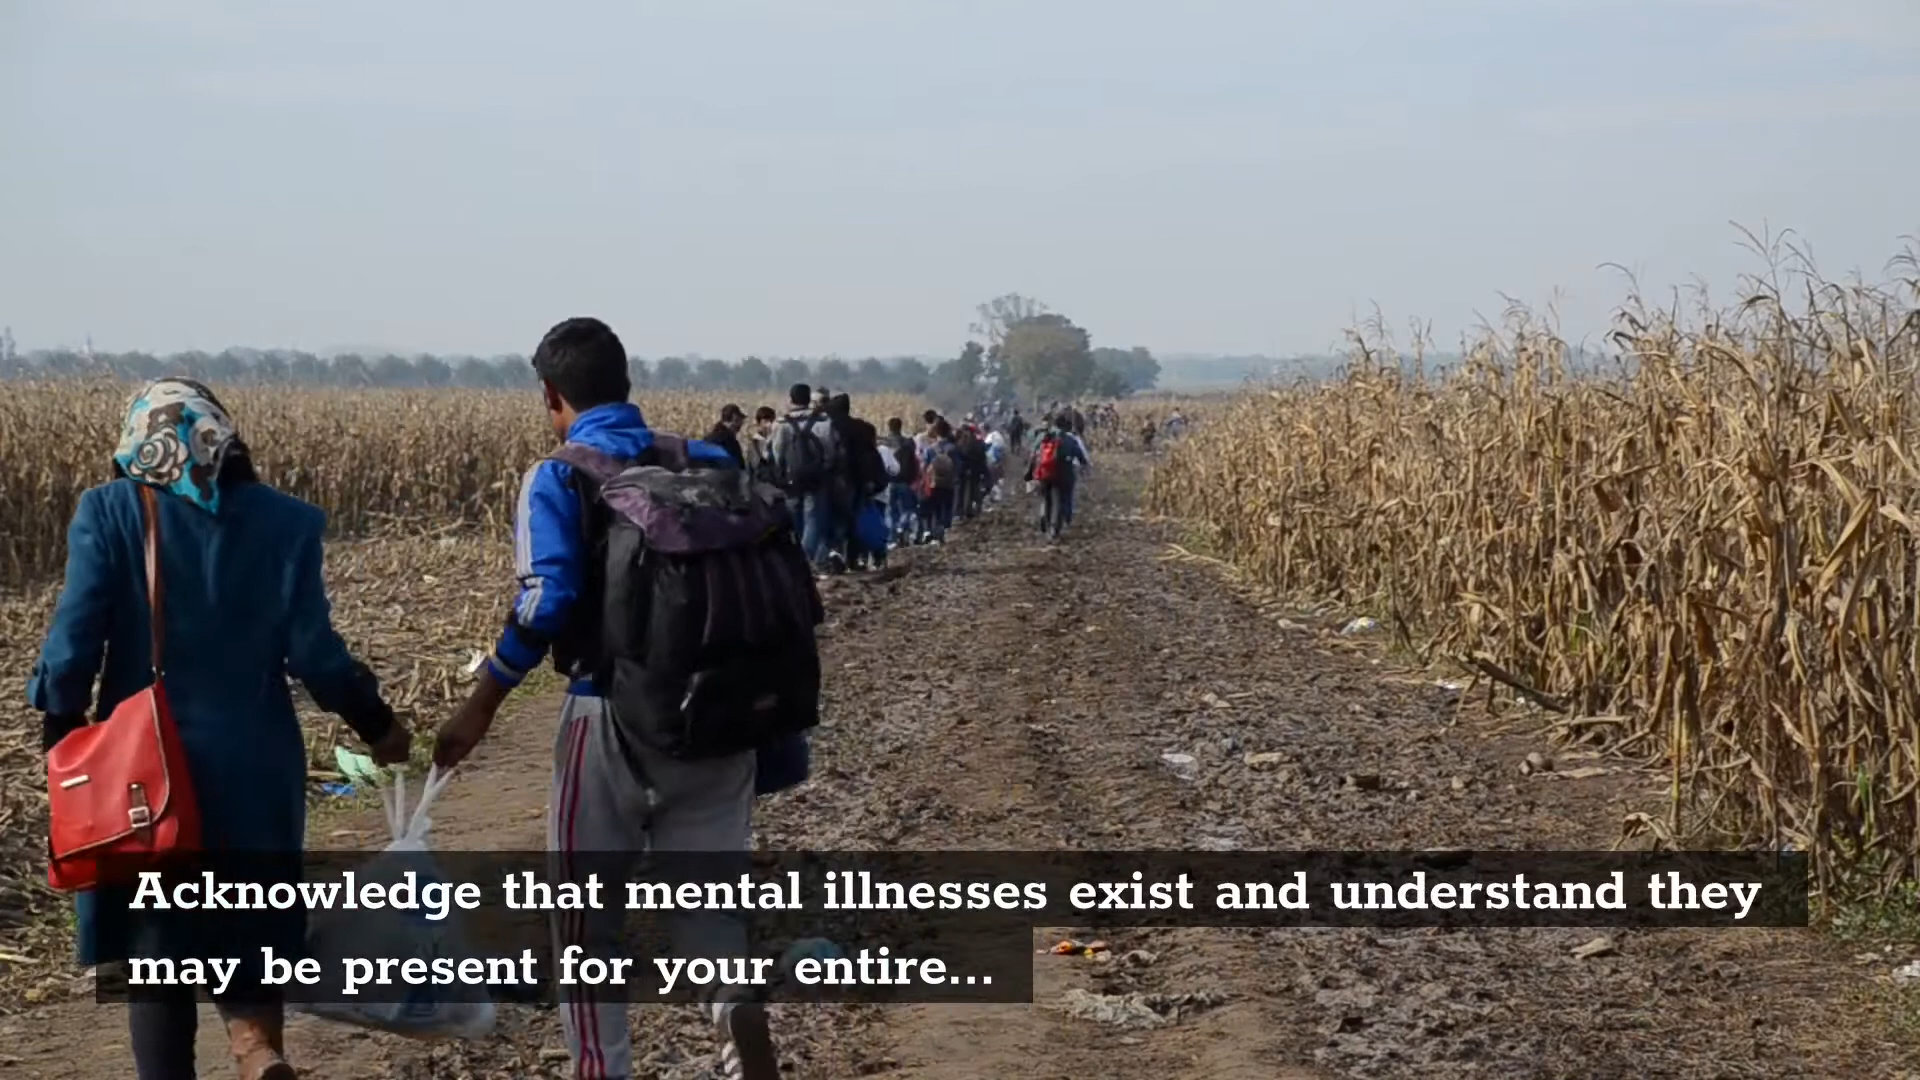 Acknowledge that mental illnesses exist and understand they
may be present for your entire...